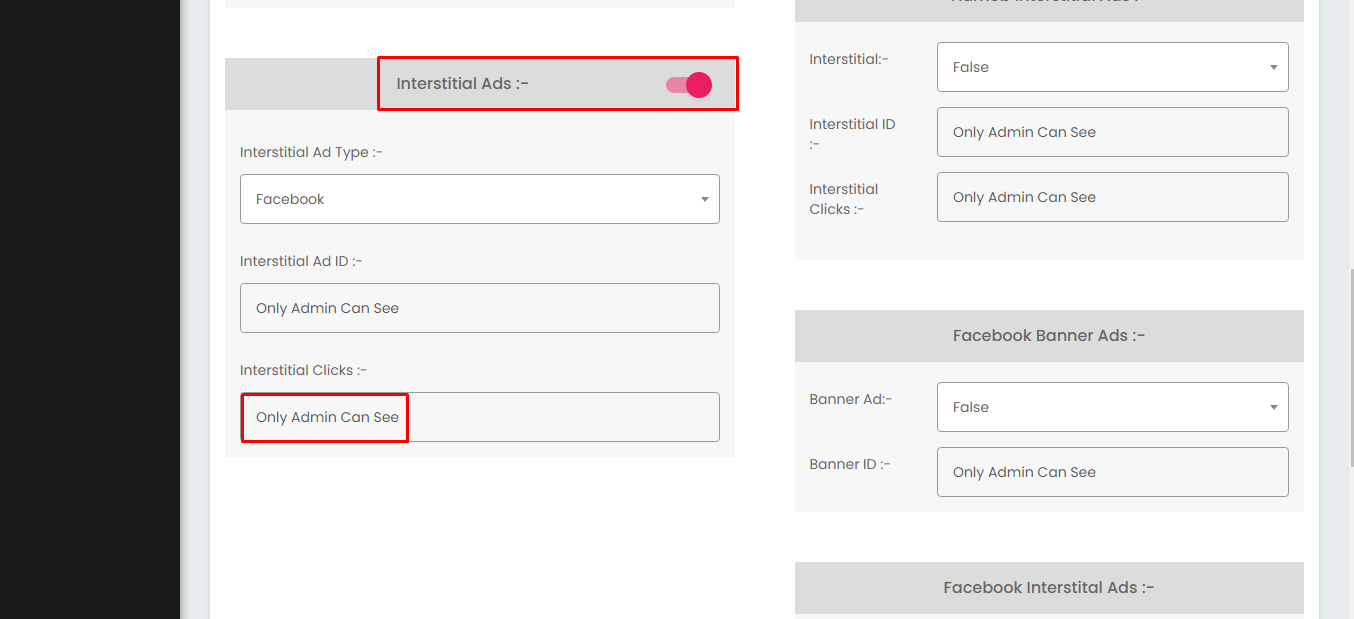 Interstitial Ads :-
Interstitial Ad Type :-
Facebook
Interstitial Ad ID :-
Only Admin Can See
Interstitial Clicks :-
Only Admin Can See
Interstitial:-
False
Interstitial ID
:-
Only Admin Can See
Interstitial
Clicks :-
Only Admin Can See
Facebook Banner Ads :-
Banner Ad:-
False
Banner ID :-
Only Admin Can See
Facebook Interstital Ads :-